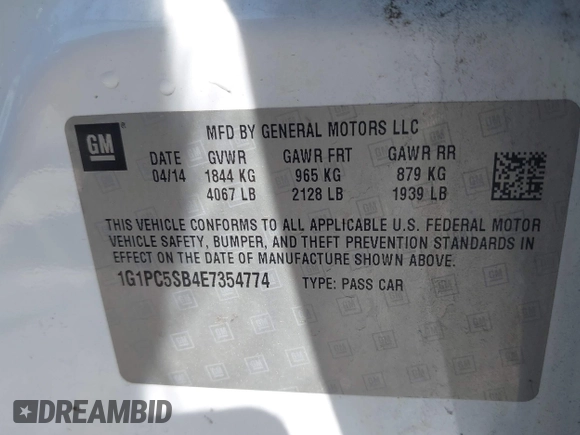 GM
MFD BY GENERAL MOTORS LLC
DATE GVWR GAWR FRT GAWR RR
04/14 1844 KG 965 KG 879 KG
4067 LB 2128 LB 1939 LB
THIS VEHICLE CONFORMS TO ALL APPLICABLE U.S. FEDERAL MOTOR
VEHICLE SAFETY, BUMPER, AND THEFT PREVENTION STANDARDS IN
EFFECT ON THE DATE OF MANUFACTURE SHOWN ABOVE.
1G1PC5SB4E7354774 TYPE: PASS CAR
DREAMBID